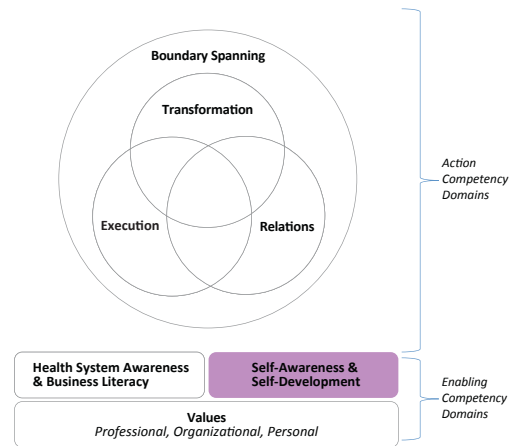 Boundary Spanning
Transformation
Execution
Relations
Action
Competency
Domains
Health System Awareness
& Business Literacy
Self-Awareness &
Self-Development
Values
Professional, Organizational, Personal
Enabling
Competency
Domains